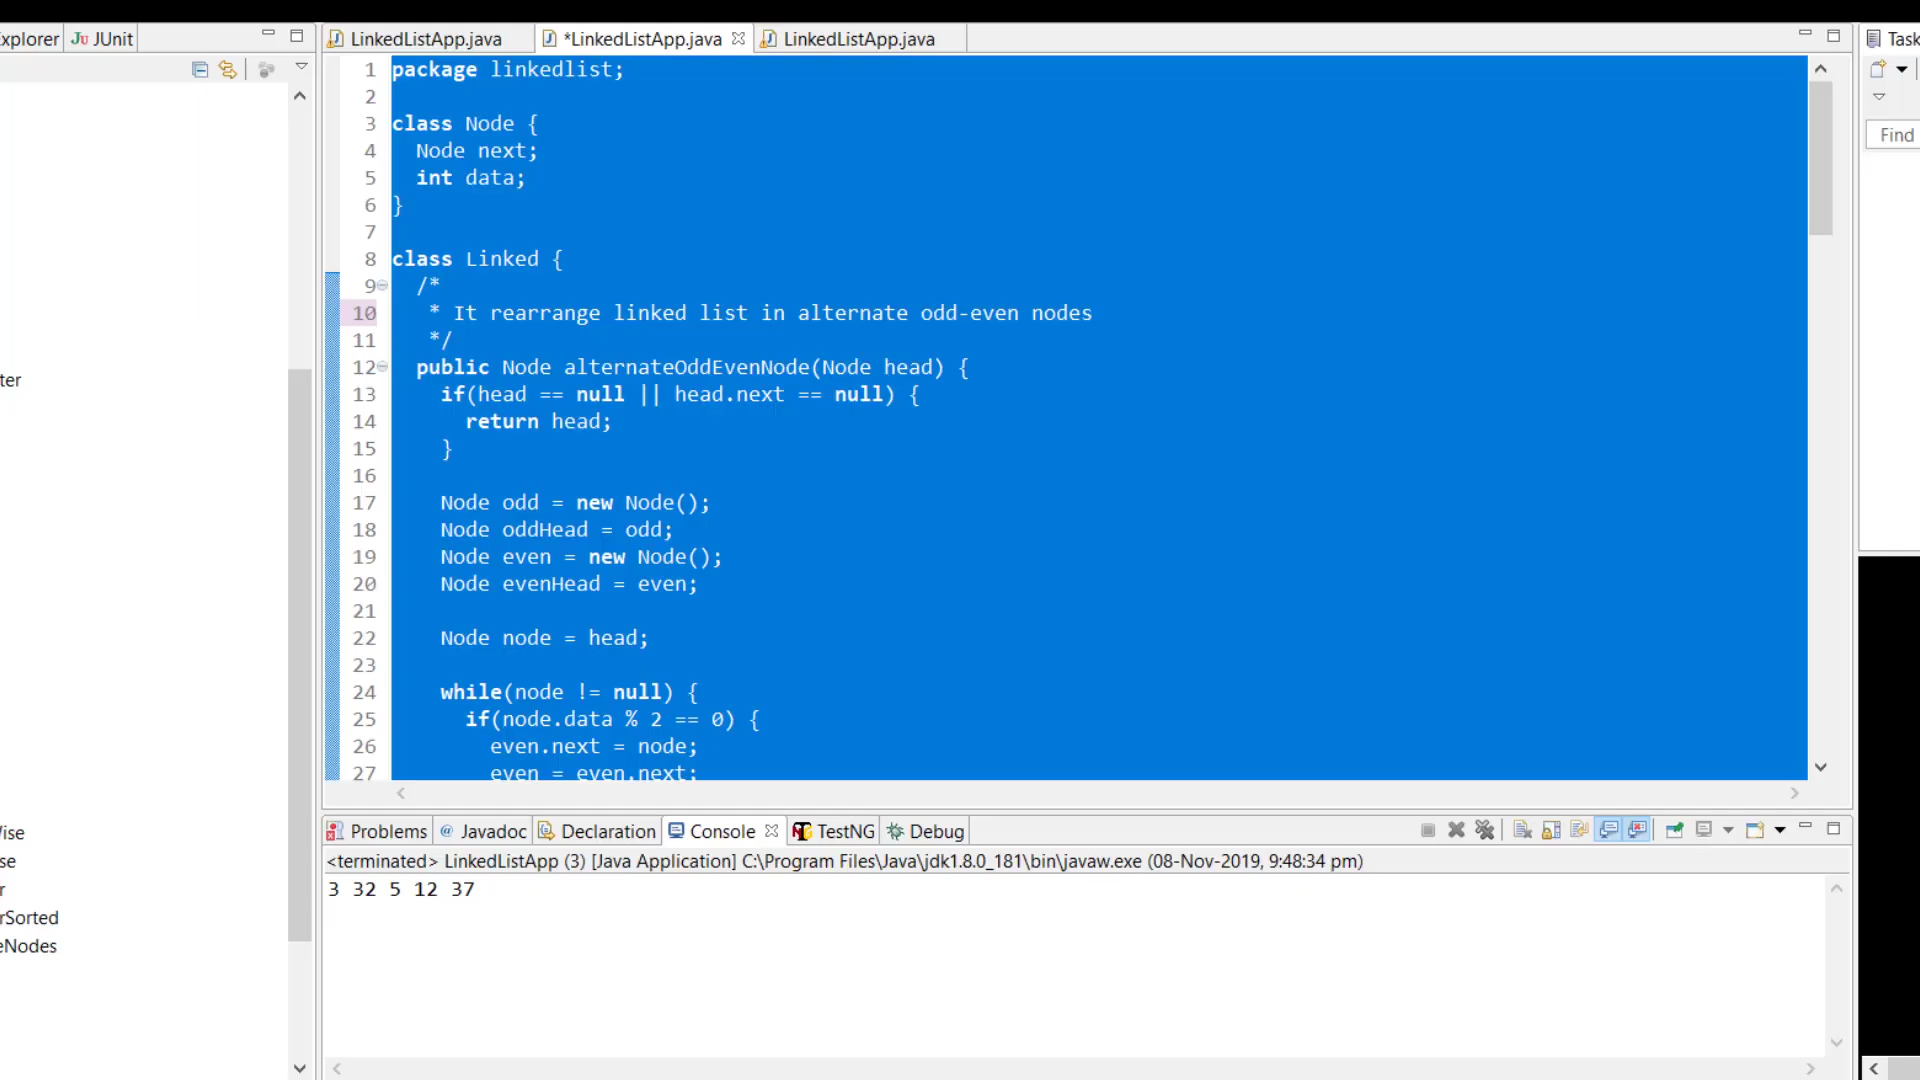 xplorer JUnit
LinkedListApp.java *LinkedListApp.java LinkedListApp.java
Task
Find
1 package linkedlist;
2
3 class Node {
4 Node next;
5 int data;
6 }
7
8 class Linked {
9 /*
10 * It rearrange linked list in alternate odd-even nodes
11 */
12 public Node alternateOddEvenNode(Node head) {
13 if(head == null || head.next == null) {
14 return head;
15 }
16
17 Node odd = new Node();
18 Node oddHead = odd;
19 Node even = new Node();
20 Node evenHead = even;
21
22 Node node = head;
23
24 while(node != null) {
25 if(node.data % 2 == 0) {
26 even.next = node;
27 even = even.next;
ter
se
r
rSorted
eNodes
Problems @ Javadoc Declaration Console TestNG Debug
<terminated> LinkedListApp (3) [Java Application] C:\Program Files\Java\jdk1.8.0_181\bin\javaw.exe (08-Nov-2019, 9:48:34 pm)
3 32 5 12 37